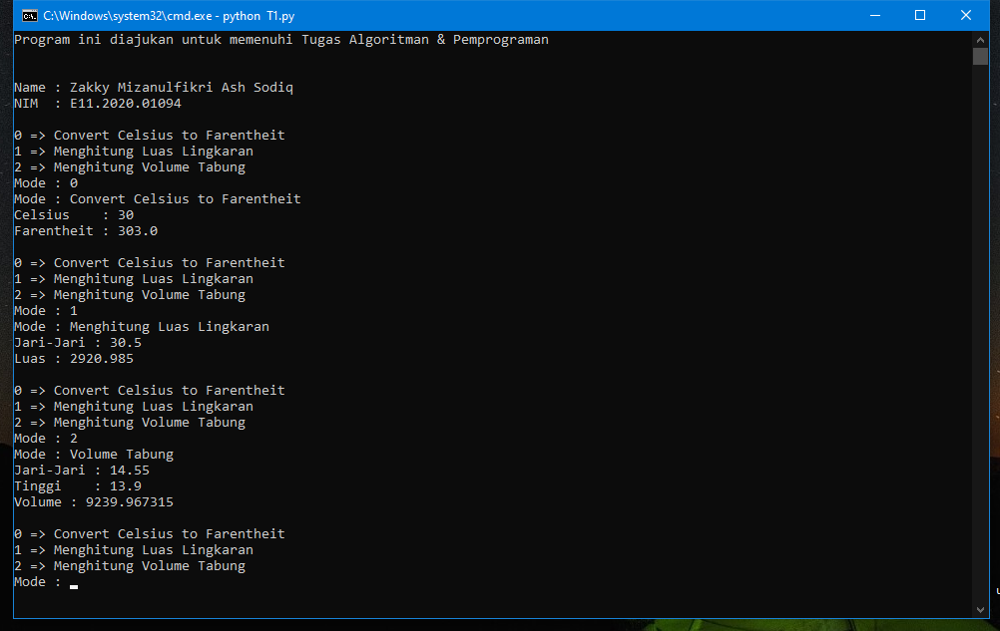 C:\Windows\system32\cmd.exe - python T1.py
Program ini diajukan untuk memenuhi Tugas Algoritman & Pemprograman
Name : Zakky Mizanulfikri Ash Sodiq
NIM  : E11.2020.01094
0 => Convert Celsius to Farentheit
1 => Menghitung Luas Lingkaran
2 => Menghitung Volume Tabung
Mode : 0
Mode : Convert Celsius to Farentheit
Celsius    : 30
Farentheit : 303.0
0 => Convert Celsius to Farentheit
1 => Menghitung Luas Lingkaran
2 => Menghitung Volume Tabung
Mode : 1
Mode : Menghitung Luas Lingkaran
Jari-Jari : 30.5
Luas : 2920.985
0 => Convert Celsius to Farentheit
1 => Menghitung Luas Lingkaran
2 => Menghitung Volume Tabung
Mode : 2
Mode : Volume Tabung
Jari-Jari : 14.55
Tinggi    : 13.9
Volume : 9239.967315
0 => Convert Celsius to Farentheit
1 => Menghitung Luas Lingkaran
2 => Menghitung Volume Tabung
Mode :